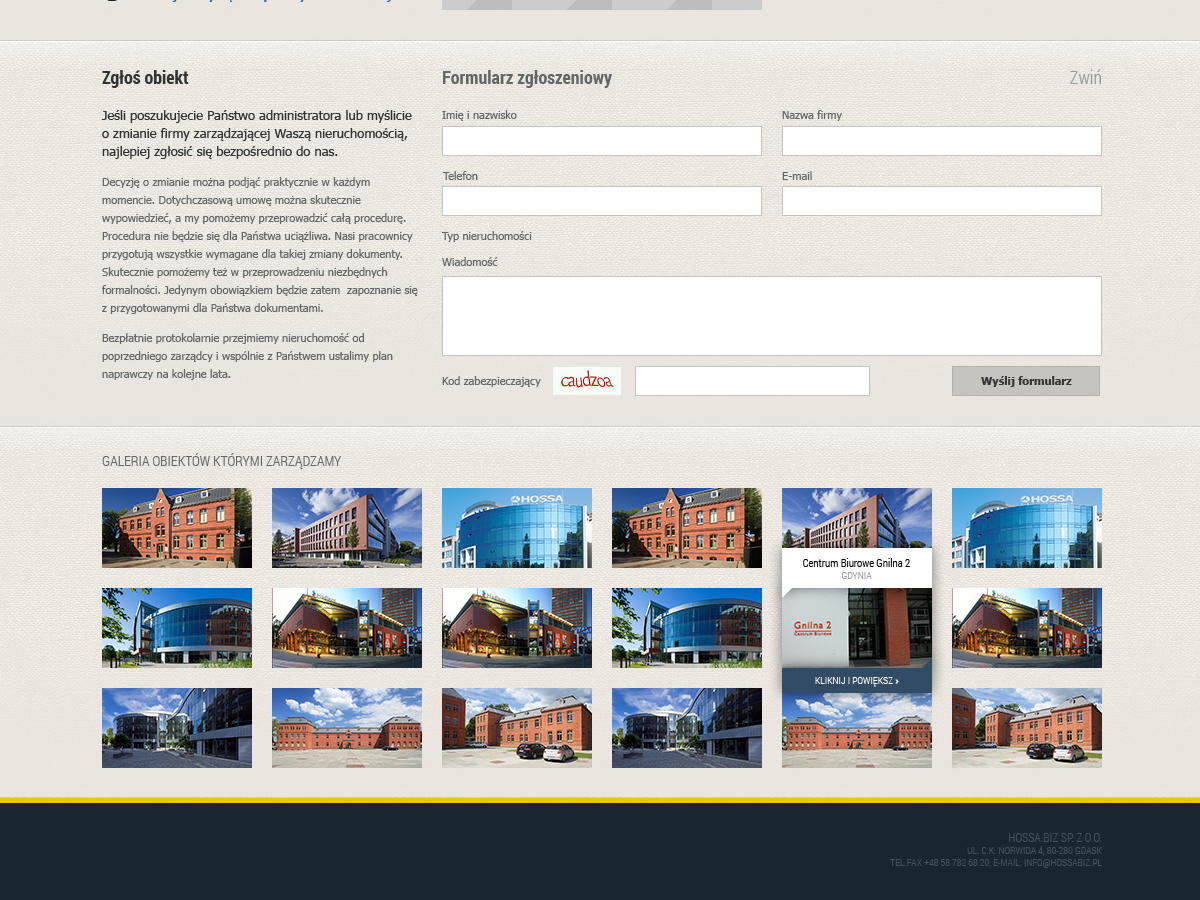 Zgłoś obiekt
Jeśli poszukujecie Państwo administratora lub myślicie
o zmianie firmy zarządzającej Waszą nieruchomością,
najlepiej zgłosić się bezpośrednio do nas.
Decyzję o zmianie można podjąć praktycznie w każdym
momencie. Dotychczasową umowę można skutecznie
wypowiedzieć, a my pomożemy przeprowadzić całą procedurę.
Procedura nie będzie się dla Państwa uciążliwa. Nasi pracownicy
przygotują wszystkie wymagane dla takiej zmiany dokumenty.
Skutecznie pomożemy też w przeprowadzeniu niezbędnych
formalności. Jedynym obowiązkiem będzie zatem zapoznanie się
z przygotowanymi dla Państwa dokumentami.
Bezpłatnie protokolarnie przejmiemy nieruchomość od
poprzedniego zarządcy i wspólnie z Państwem ustalimy plan
naprawczy na kolejne lata.
Formularz zgłoszeniowy
Zwiń
Imię i nazwisko
Nazwa firmy
Telefon
E-mail
Typ nieruchomości
Wiadomość
Kod zabezpieczający
caudzoa
Wyślij formularz
GALERIA OBIEKTÓW KTÓRYMI ZARZĄDZAMY
HOSSA
HOSSA
Centrum Biurowe Gnilna 2
GDYNIA
Gnilna 2
Centrum Biurowe
KLIKNIJ I POWIĘKSZ ›
HOSSA BIZ SP. Z O.O.
UL. C.K. NORWIDA 4, 80-280 GDASK
TEL.FAX +48 58 782 68 20, E-MAIL: INFO@HOSSABIZ.PL